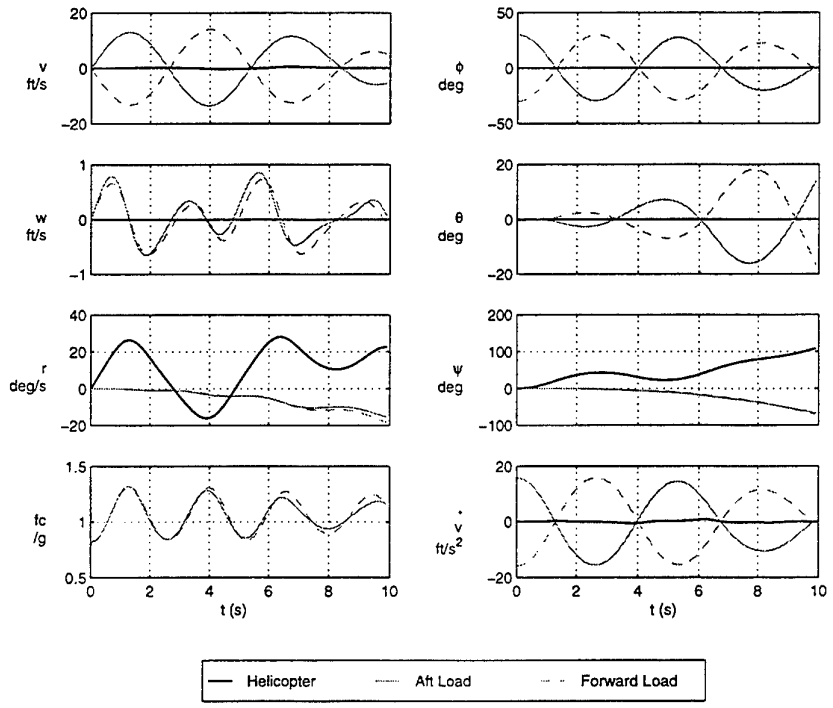 20
0
−20
v
ft/s
50
0
−50
ϕ
deg
1
0
−1
w
ft/s
20
0
−20
θ
deg
40
20
0
−20
r
deg/s
200
100
0
−100
ψ
deg
1.5
1
0.5
fc
/g
0 2 4 6 8 10
t (s)
20
0
−20
v̇
ft/s²
0 2 4 6 8 10
t (s)
Helicopter Aft Load Forward Load